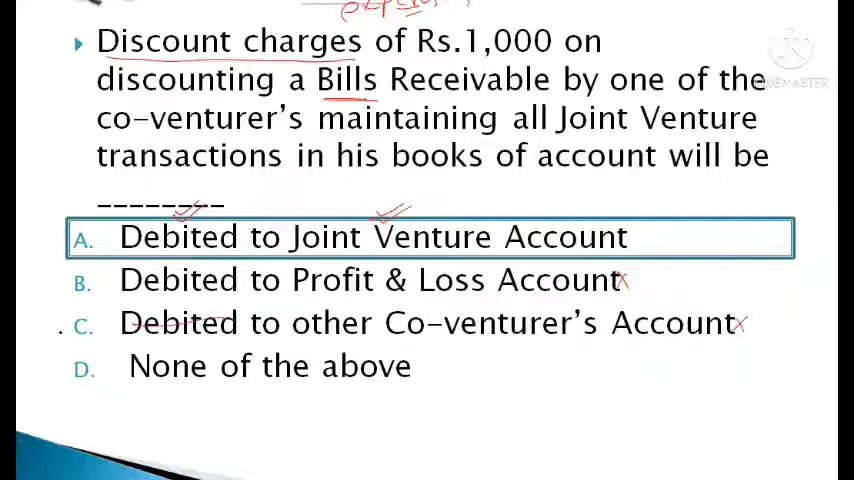 Discount charges of Rs.1,000 on
discounting a Bills Receivable by one of the
KINEMASTER
co-venturer's maintaining all Joint Venture
transactions in his books of account will be
________
A. Debited to Joint Venture Account
B. Debited to Profit & Loss Account
. C. Debited to other Co-venturer's Account
D. None of the above